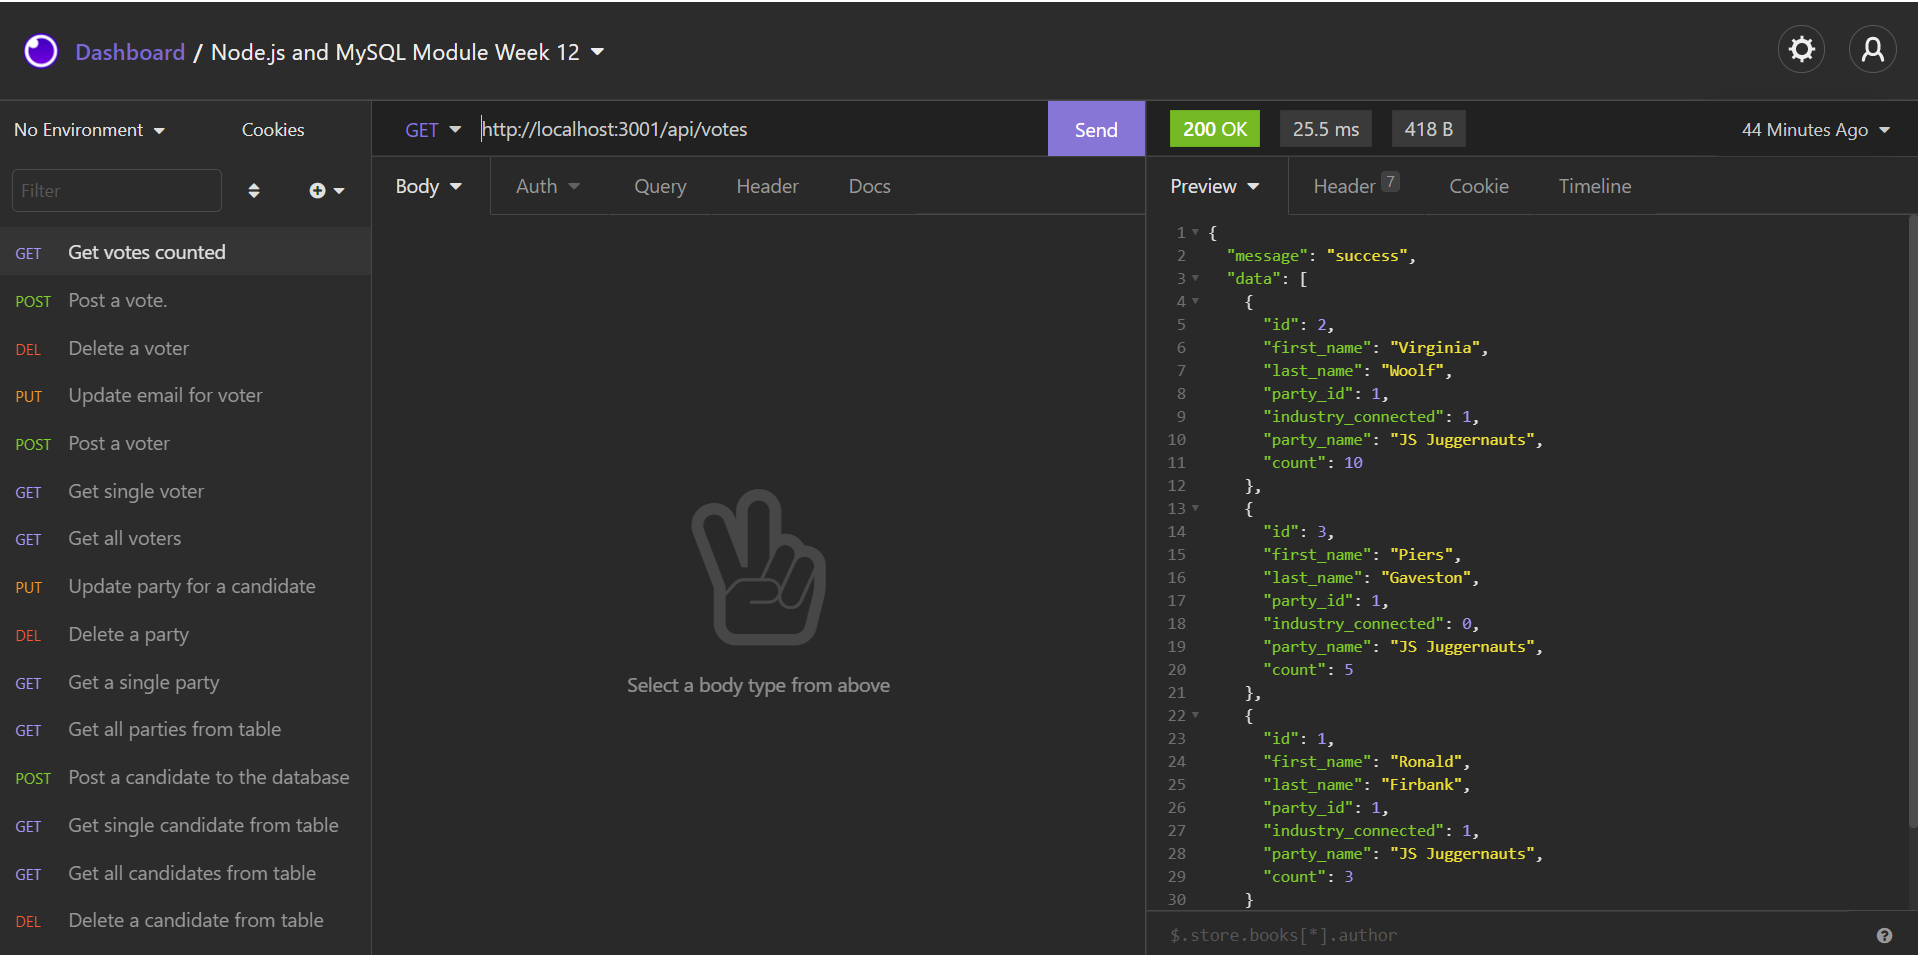 Dashboard / Node.js and MySQL Module Week 12
No Environment
Cookies
Filter
GET Get votes counted
POST Post a vote.
DEL Delete a voter
PUT Update email for voter
POST Post a voter
GET Get single voter
GET Get all voters
PUT Update party for a candidate
DEL Delete a party
GET Get a single party
GET Get all parties from table
POST Post a candidate to the database
GET Get single candidate from table
GET Get all candidates from table
DEL Delete a candidate from table
GET http://localhost:3001/api/votes Send
Body Auth Query Header Docs
Select a body type from above
200 OK 25.5 ms 418 B 44 Minutes Ago
Preview Header 7 Cookie Timeline
1 {
2 "message": "success",
3 "data": [
4 {
5 "id": 2,
6 "first_name": "Virginia",
7 "last_name": "Woolf",
8 "party_id": 1,
9 "industry_connected": 1,
10 "party_name": "JS Juggernauts",
11 "count": 10
12 },
13 {
14 "id": 3,
15 "first_name": "Piers",
16 "last_name": "Gaveston",
17 "party_id": 1,
18 "industry_connected": 0,
19 "party_name": "JS Juggernauts",
20 "count": 5
21 },
22 {
23 "id": 1,
24 "first_name": "Ronald",
25 "last_name": "Firbank",
26 "party_id": 1,
27 "industry_connected": 1,
28 "party_name": "JS Juggernauts",
29 "count": 3
30 }
$.store.books[*].author